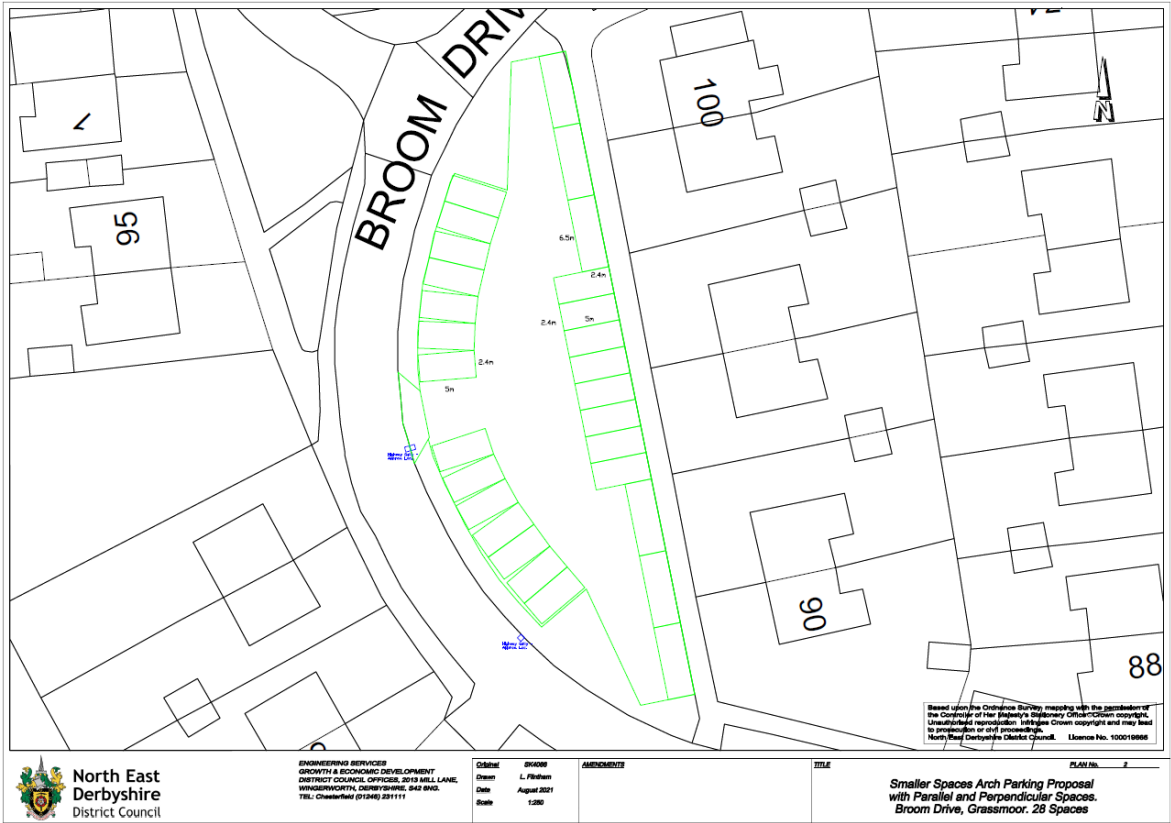 BROOM DRIV
1
95
100
90
88
N
6.5m
2.4m
2.4m
5m
2.4m
5m
Based upon the Ordnance Survey mapping with the permission of
the Controller of Her Majesty's Stationery Office © Crown copyright.
Unauthorised reproduction infringes Crown copyright and may lead
to prosecution or civil proceedings.
North East Derbyshire District Council. Licence No.
North East
Derbyshire
District Council
ENGINEERING SERVICES
GROWTH & ECONOMIC DEVELOPMENT
DISTRICT COUNCIL OFFICES, 2013 MILL LANE,
WINGERWORTH, DERBYSHIRE. S42 6NG.
TEL: Chesterfield (01246) 231111
Original
Drawn
Date August 2021
Scale 1:250
AMENDMENTS
TITLE
PLAN No. 2
Smaller Spaces Arch Parking Proposal
with Parallel and Perpendicular Spaces.
Broom Drive, Grassmoor. 28 Spaces